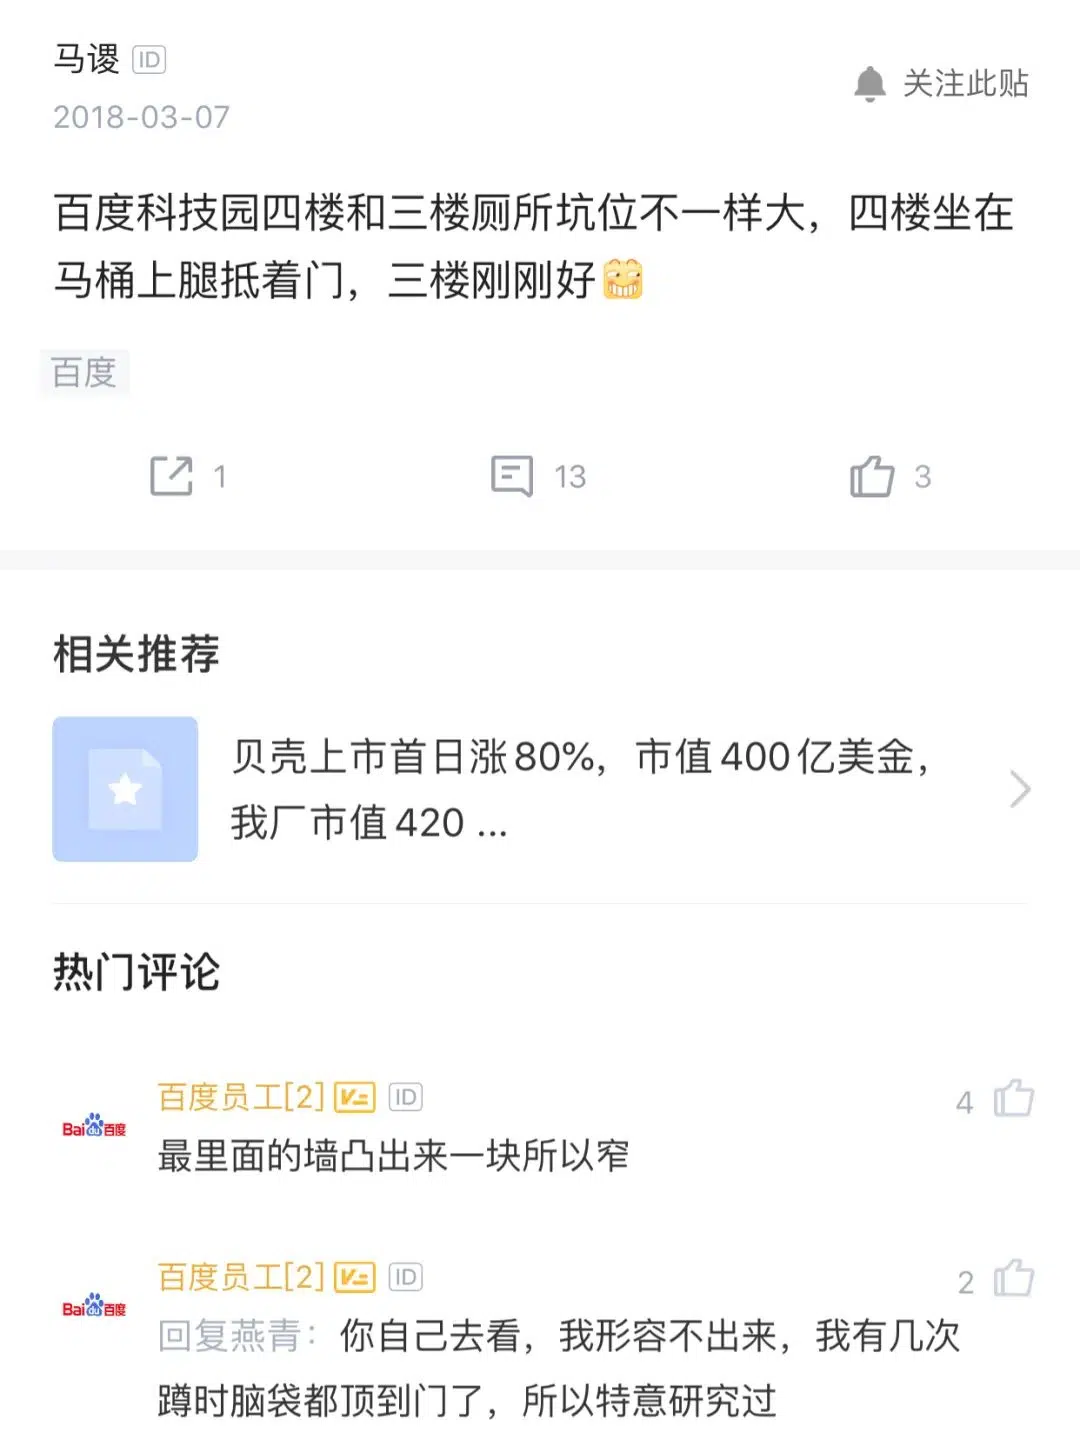 马谡 ID
关注此贴
2018-03-07
百度科技园四楼和三楼厕所坑位不一样大，四楼坐在
马桶上腿抵着门，三楼刚刚好
百度
1 13 3
相关推荐
贝壳上市首日涨80%，市值400亿美金，
我厂市值420 ...
热门评论
百度员工[2] ID
4
Bai du 百度
最里面的墙凸出来一块所以窄
百度员工[2] ID
2
Bai du 百度
回复燕青：你自己去看，我形容不出来，我有几次
蹲时脑袋都顶到门了，所以特意研究过